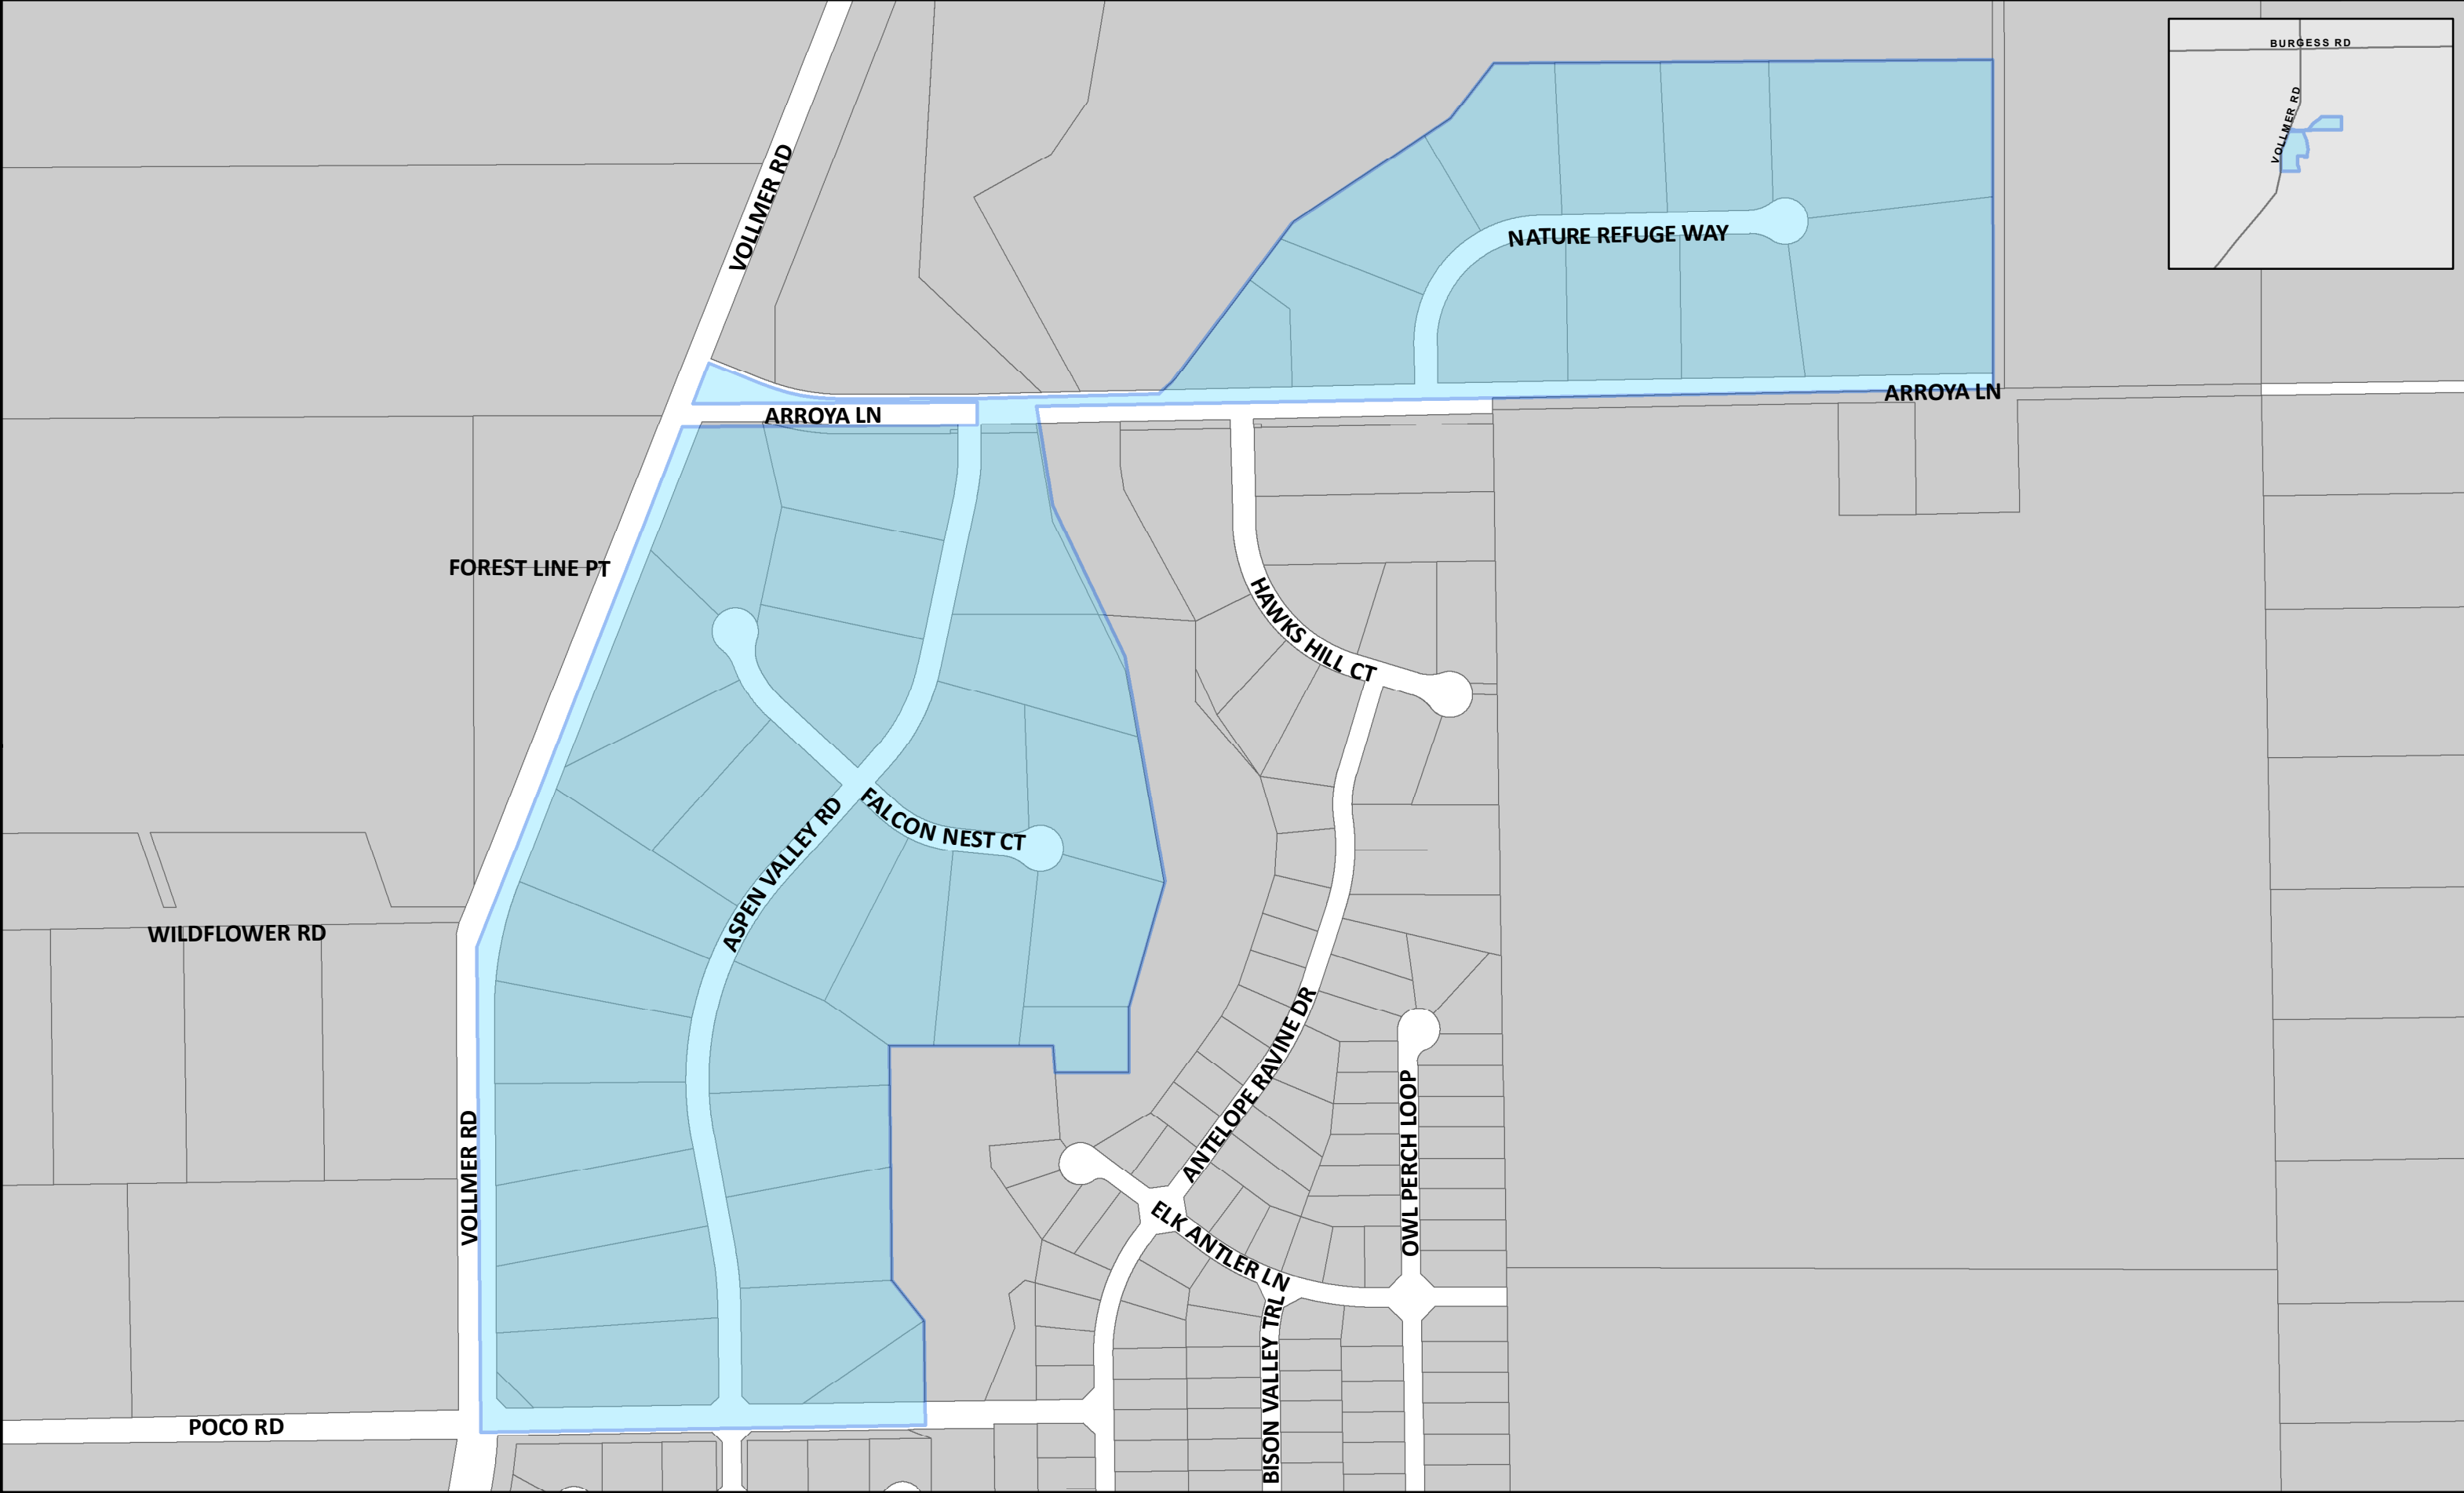 BURGESS RD
VOLLMER RD
VOLLMER RD
NATURE REFUGE WAY
ARROYA LN
ARROYA LN
FOREST LINE PT
HAWKS HILL CT
FALCON NEST CT
ASPEN VALLEY RD
WILDFLOWER RD
ANTELOPE RAVINE DR
OWL PERCH LOOP
VOLLMER RD
ELK ANTLER LN
BISON VALLEY TRL
POCO RD